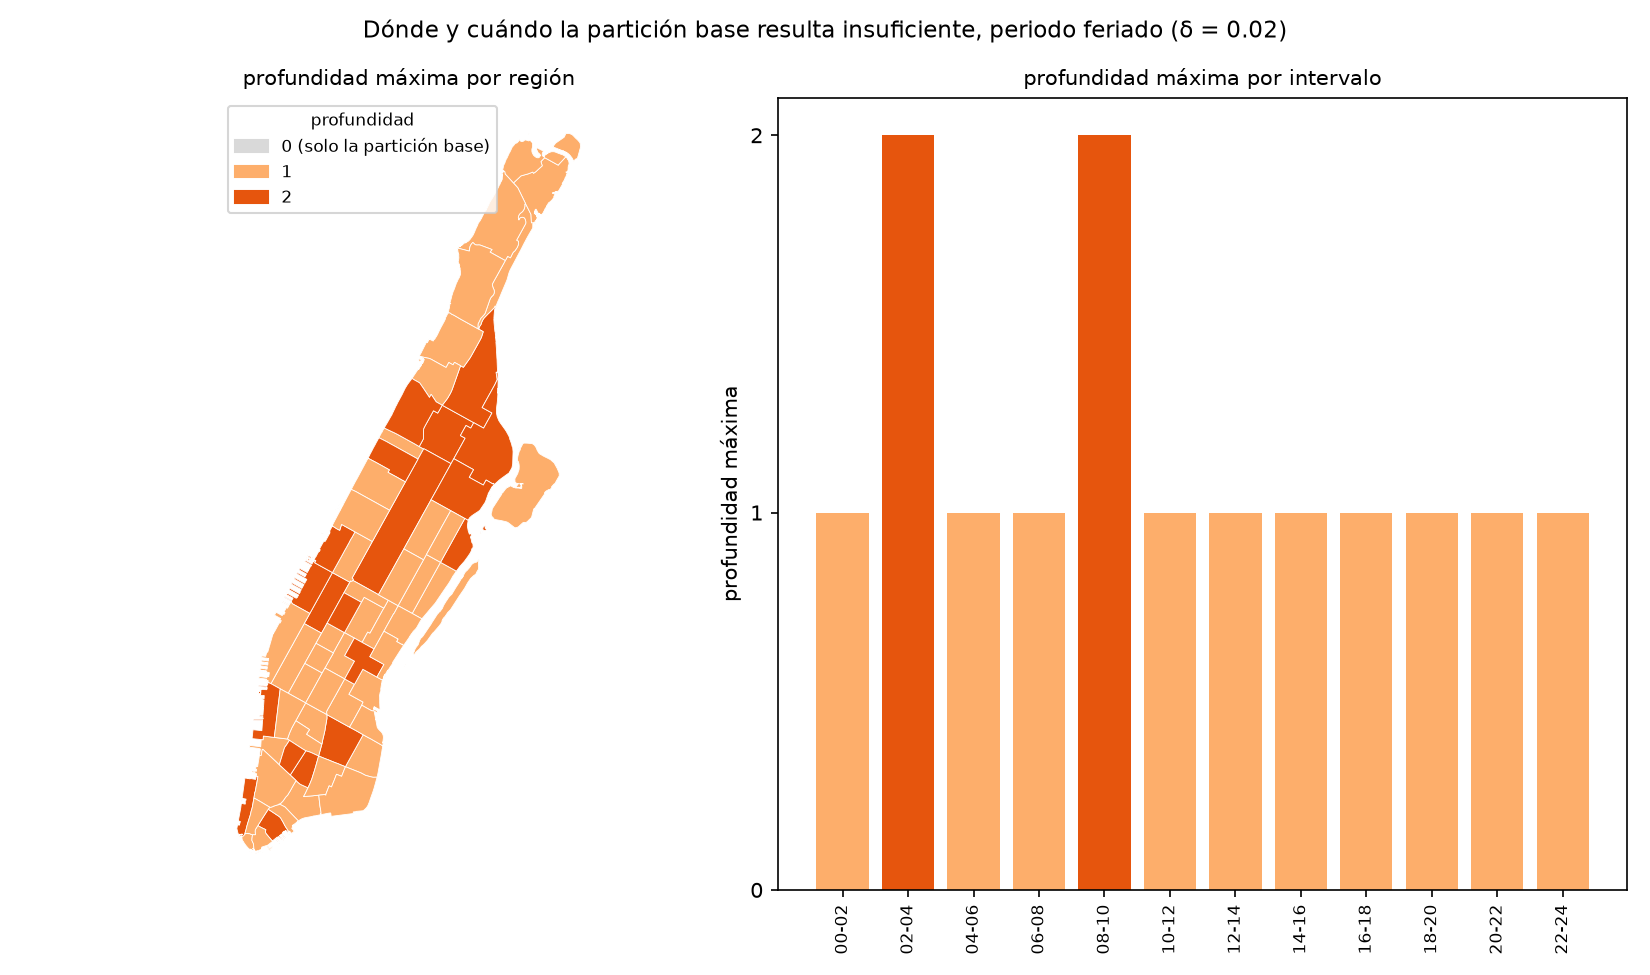 Dónde y cuándo la partición base resulta insuficiente, periodo feriado (δ = 0.02)
profundidad máxima por región
profundidad
0 (solo la partición base)
1
2
profundidad máxima por intervalo
profundidad máxima
2
1
0
00-02
02-04
04-06
06-08
08-10
10-12
12-14
14-16
16-18
18-20
20-22
22-24